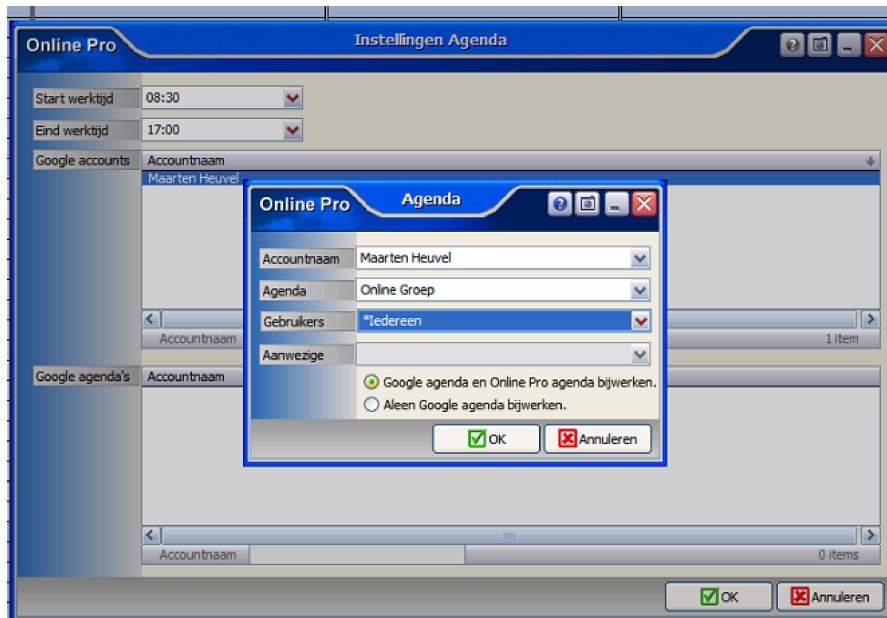 Online Pro
Instellingen Agenda
Start werktijd 08:30
Eind werktijd 17:00
Google accounts Accountnaam
Maarten Heuvel
Online Pro Agenda
Accountnaam Maarten Heuvel
Agenda Online Groep
Gebruikers *Iedereen
Aanwezige
Google agenda en Online Pro agenda bijwerken.
Aleen Google agenda bijwerken.
OK Annuleren
Accountnaam 1 item
Google agenda's Accountnaam
Accountnaam 0 items
OK Annuleren